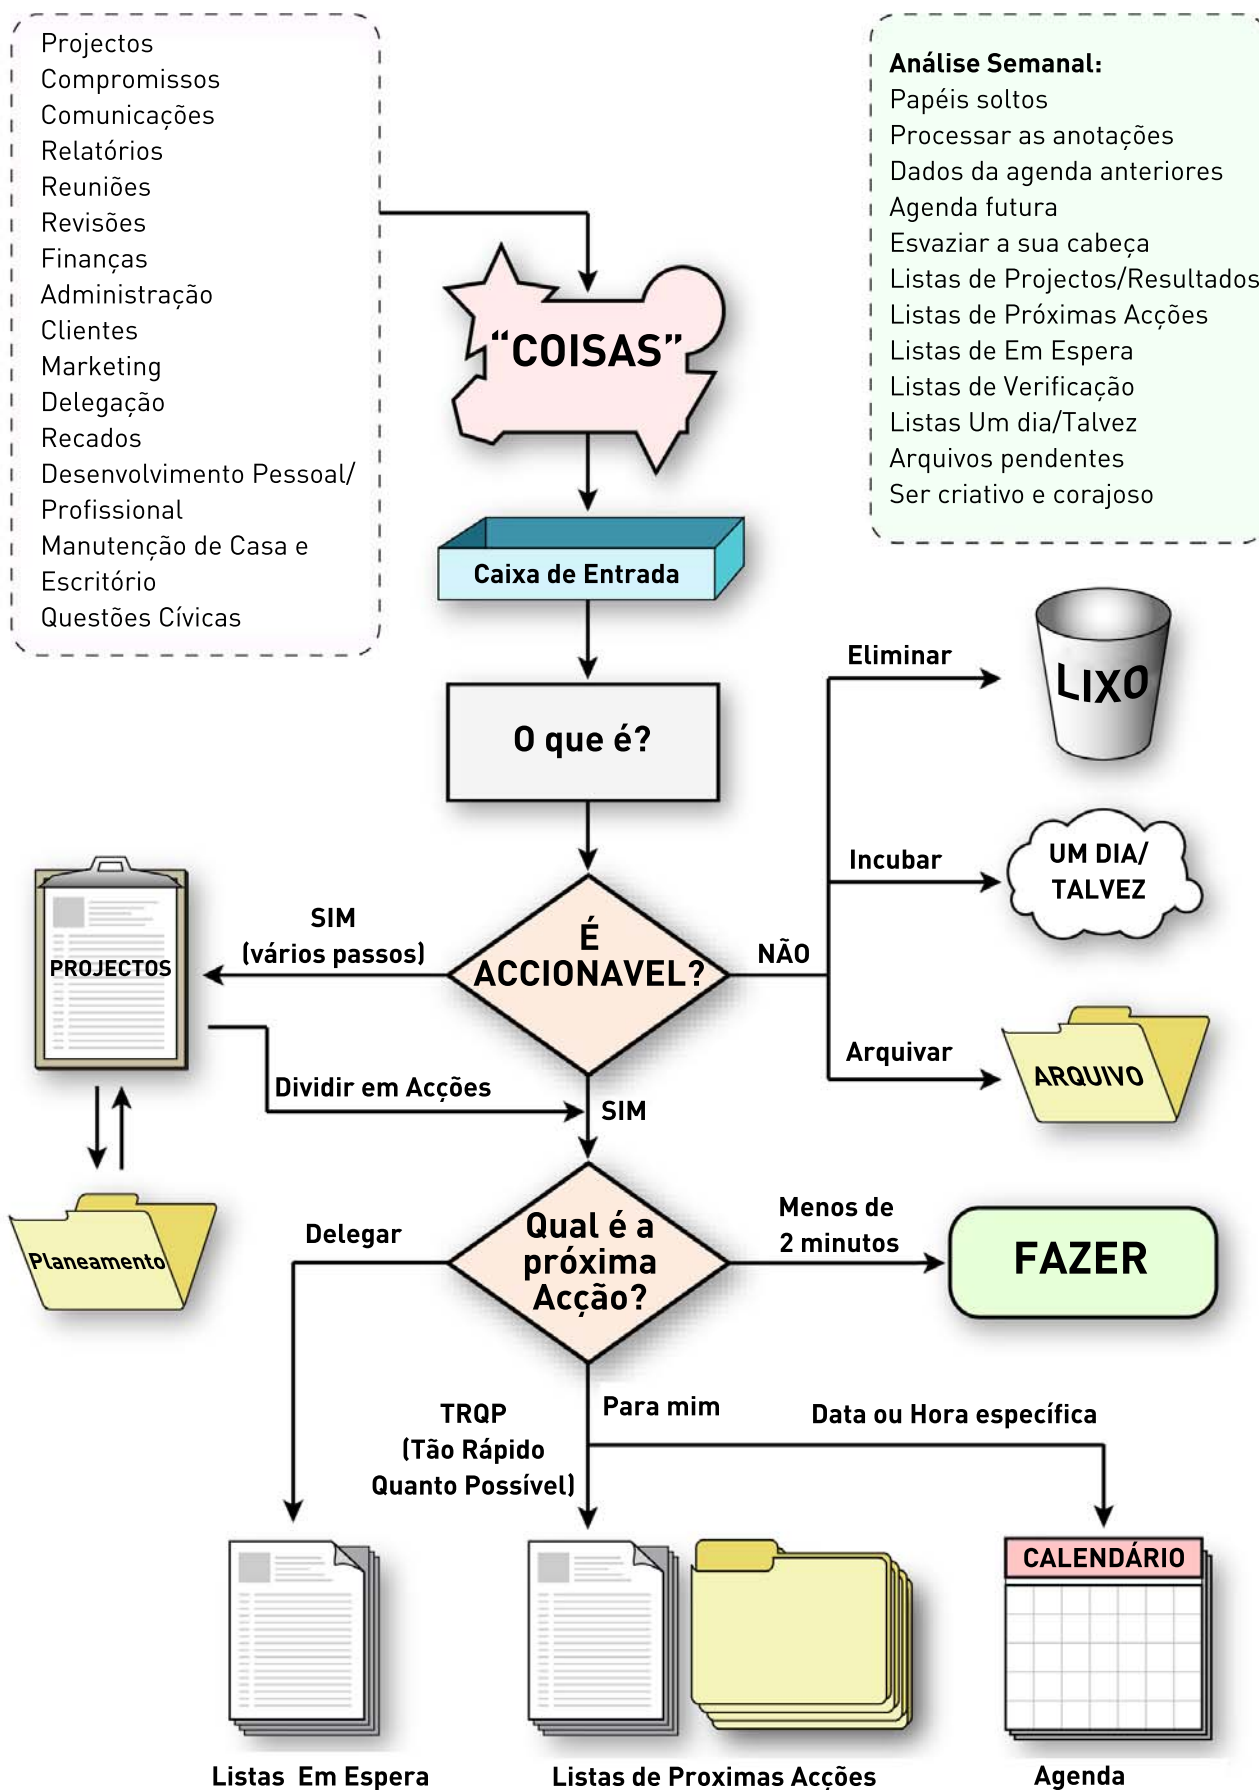 Projectos
Compromissos
Comunicações
Relatórios
Reuniões
Revisões
Finanças
Administração
Clientes
Marketing
Delegação
Recados
Desenvolvimento Pessoal/
Profissional
Manutenção de Casa e
Escritório
Questões Cívicas
Análise Semanal:
Papéis soltos
Processar as anotações
Dados da agenda anteriores
Agenda futura
Esvaziar a sua cabeça
Listas de Projectos/Resultados
Listas de Próximas Acções
Listas de Em Espera
Listas de Verificação
Listas Um dia/Talvez
Arquivos pendentes
Ser criativo e corajoso
“COISAS”
Caixa de Entrada
O que é?
Eliminar
LIXO
Incubar
UM DIA/
TALVEZ
É
ACCIONAVEL?
NÃO
SIM
(vários passos)
PROJECTOS
Arquivar
ARQUIVO
Dividir em Acções
SIM
Planeamento
Delegar
Qual é a
próxima
Acção?
Menos de
2 minutos
FAZER
TRQP
(Tão Rápido
Quanto Possível)
Para mim
Data ou Hora específica
CALENDÁRIO
Listas Em Espera
Listas de Proximas Acções
Agenda